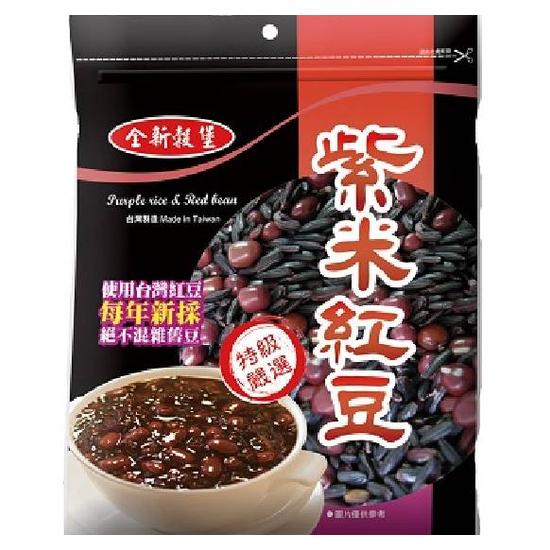 全新穀堡
Purple rice & Red bean
台灣製造 Made in Taiwan
使用台灣紅豆
每年新採
絕不混雜舊豆
特級
嚴選
紫米紅豆
●圖片僅供參考